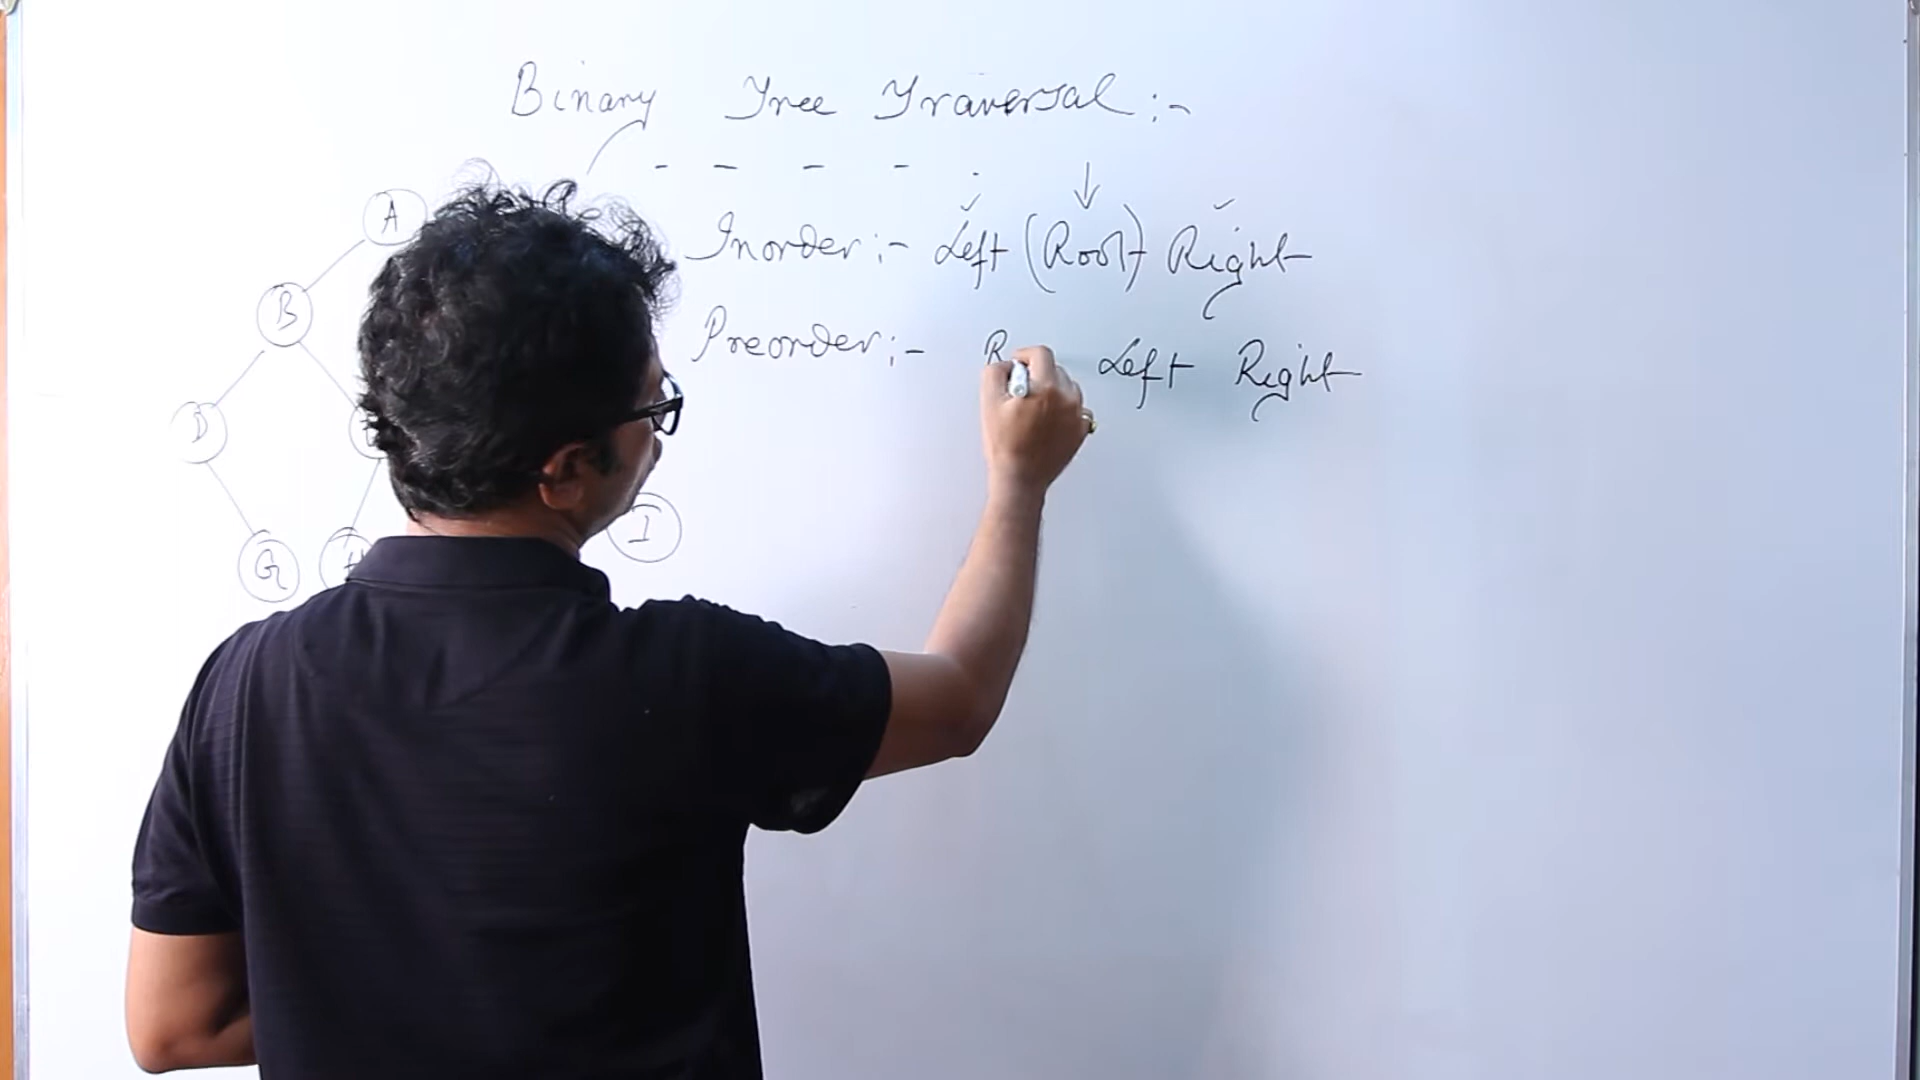 Binary Tree Traversal :-
A
Inorder :- Left (Root) Right
B
Preorder :- R Left Right
D
I
G H